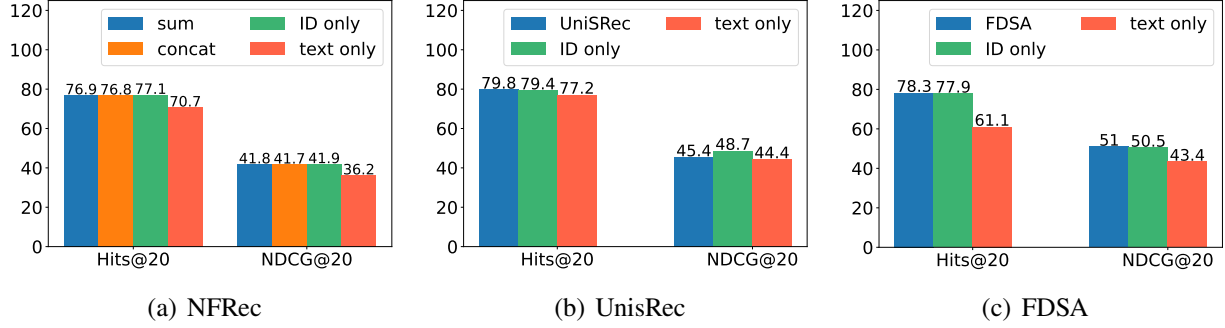 120
100
80
60
40
20
0
sum
concat
ID only
text only
76.9 76.8 77.1 70.7
41.8 41.7 41.9 36.2
Hits@20 NDCG@20
(a) NFRec
120
100
80
60
40
20
0
UniSRec
ID only
text only
79.8 79.4 77.2
45.4 48.7 44.4
Hits@20 NDCG@20
(b) UnisRec
120
100
80
60
40
20
0
FDSA
ID only
text only
78.3 77.9 61.1
51 50.5 43.4
Hits@20 NDCG@20
(c) FDSA